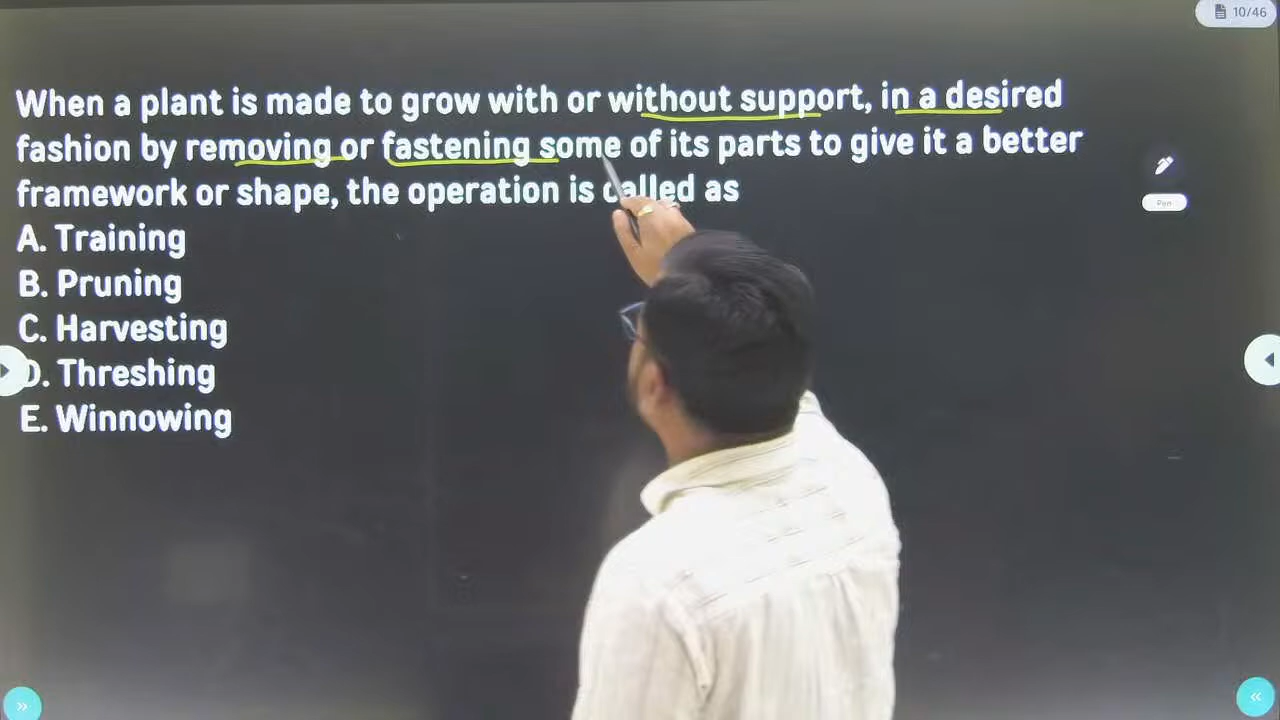 10/46
When a plant is made to grow with or without support, in a desired
fashion by removing or fastening some of its parts to give it a better
framework or shape, the operation is called as
A. Training
B. Pruning
C. Harvesting
D. Threshing
E. Winnowing
Pen